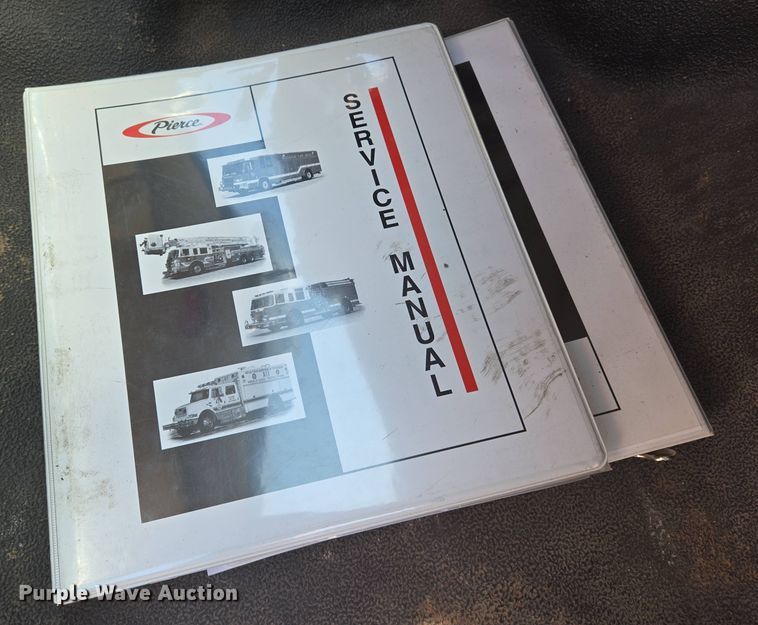 Pierce
SERVICE MANUAL
Purple Wave Auction